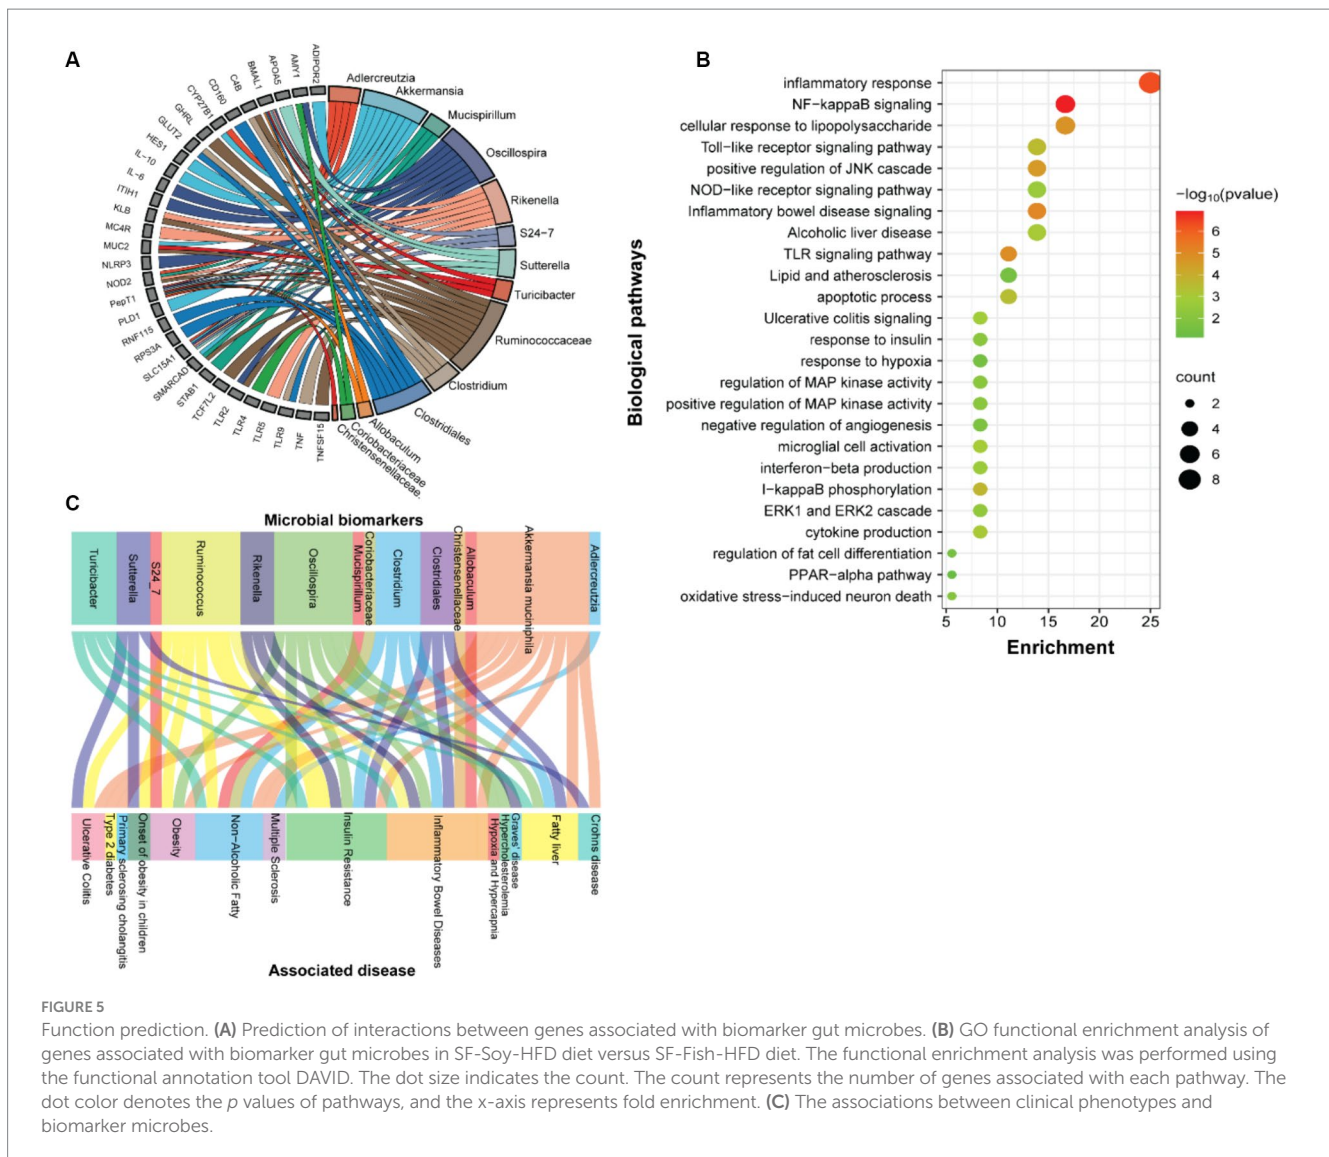 A
ADIPOR2
AMY1
APOA5
BMAL1
C4B
CD160
CYP27B1
GHRL
GLUT2
HES1
IL-10
IL-6
ITIH1
KLB
MC4R
MUC2
NLRP3
NOD2
PepT1
PLD1
RNF115
RPS3A
SLC15A1
SMARCAD
STAB1
TCF7L2
TLR2
TLR4
TLR5
TLR9
TNF
TNFSF15
Adlercreutzia
Akkermansia
Mucispirillum
Oscillospira
Rikenella
S24-7
Sutterella
Turicibacter
Ruminococcaceae
Clostridium
Clostridiales
Allobaculum
Coriobacteriaceae
Christensenellaceae.
B
Biological pathways
inflammatory response
NF-kappaB signaling
cellular response to lipopolysaccharide
Toll-like receptor signaling pathway
positive regulation of JNK cascade
NOD-like receptor signaling pathway
Inflammatory bowel disease signaling
Alcoholic liver disease
TLR signaling pathway
Lipid and atherosclerosis
apoptotic process
Ulcerative colitis signaling
response to insulin
response to hypoxia
regulation of MAP kinase activity
positive regulation of MAP kinase activity
negative regulation of angiogenesis
microglial cell activation
interferon-beta production
I-kappaB phosphorylation
ERK1 and ERK2 cascade
cytokine production
regulation of fat cell differentiation
PPAR-alpha pathway
oxidative stress-induced neuron death
5 10 15 20 25
Enrichment
-log10(pvalue)
6
5
4
3
2
count
2
4
6
8
C
Microbial biomarkers
Turicibacter
Sutterella
S24_7
Ruminococcus
Rikenella
Oscillospira
Mucispirillum
Coriobacteriaceae
Clostridium
Clostridiales
Christensenellaceae
Allobaculum
Akkermansia muciniphila
Adlercreutzia
Ulcerative Colitis
Type 2 diabetes
Primary sclerosing cholangitis
Onset of obesity in children
Obesity
Non-Alcoholic Fatty
Multiple Sclerosis
Insulin Resistance
Inflammatory Bowel Diseases
Hypoxia and Hypercapnia
Hypercholesterolemia
Graves' disease
Fatty liver
Crohns disease
Associated disease
FIGURE 5
Function prediction. (A) Prediction of interactions between genes associated with biomarker gut microbes. (B) GO functional enrichment analysis of
genes associated with biomarker gut microbes in SF-Soy-HFD diet versus SF-Fish-HFD diet. The functional enrichment analysis was performed using
the functional annotation tool DAVID. The dot size indicates the count. The count represents the number of genes associated with each pathway. The
dot color denotes the p values of pathways, and the x-axis represents fold enrichment. (C) The associations between clinical phenotypes and
biomarker microbes.